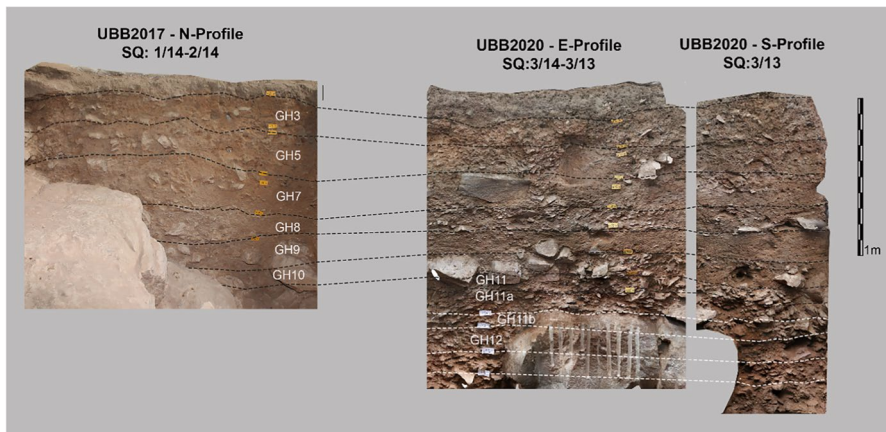 UBB2017 - N-Profile
SQ: 1/14-2/14
UBB2020 - E-Profile
SQ:3/14-3/13
UBB2020 - S-Profile
SQ:3/13
GH3
GH5
GH7
GH8
GH9
GH10
GH11
GH11a
GH11b
GH12
1m